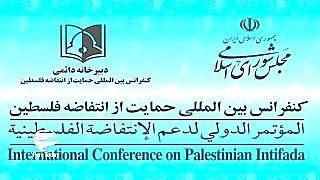 جمهوری اسلامی ایران
مجلس شورای اسلامی
دبیرخانه دائمی
کنفرانس بین المللی حمایت از انتفاضه فلسطین
کنفرانس بین المللی حمایت از انتفاضه فلسطین
المؤتمر الدولي لدعم الإنتفاضة الفلسطينية
International Conference on Palestinian Intifada